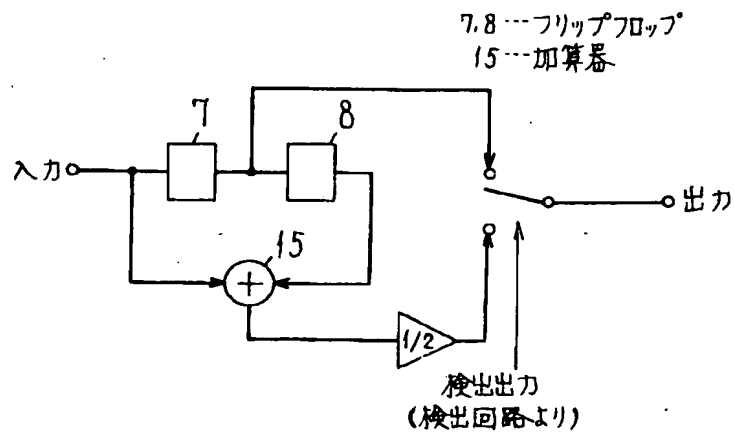 7,8…フリップフロップ
15…加算器
7
8
入力
出力
15
+
1/2
検出出力
(検出回路より)